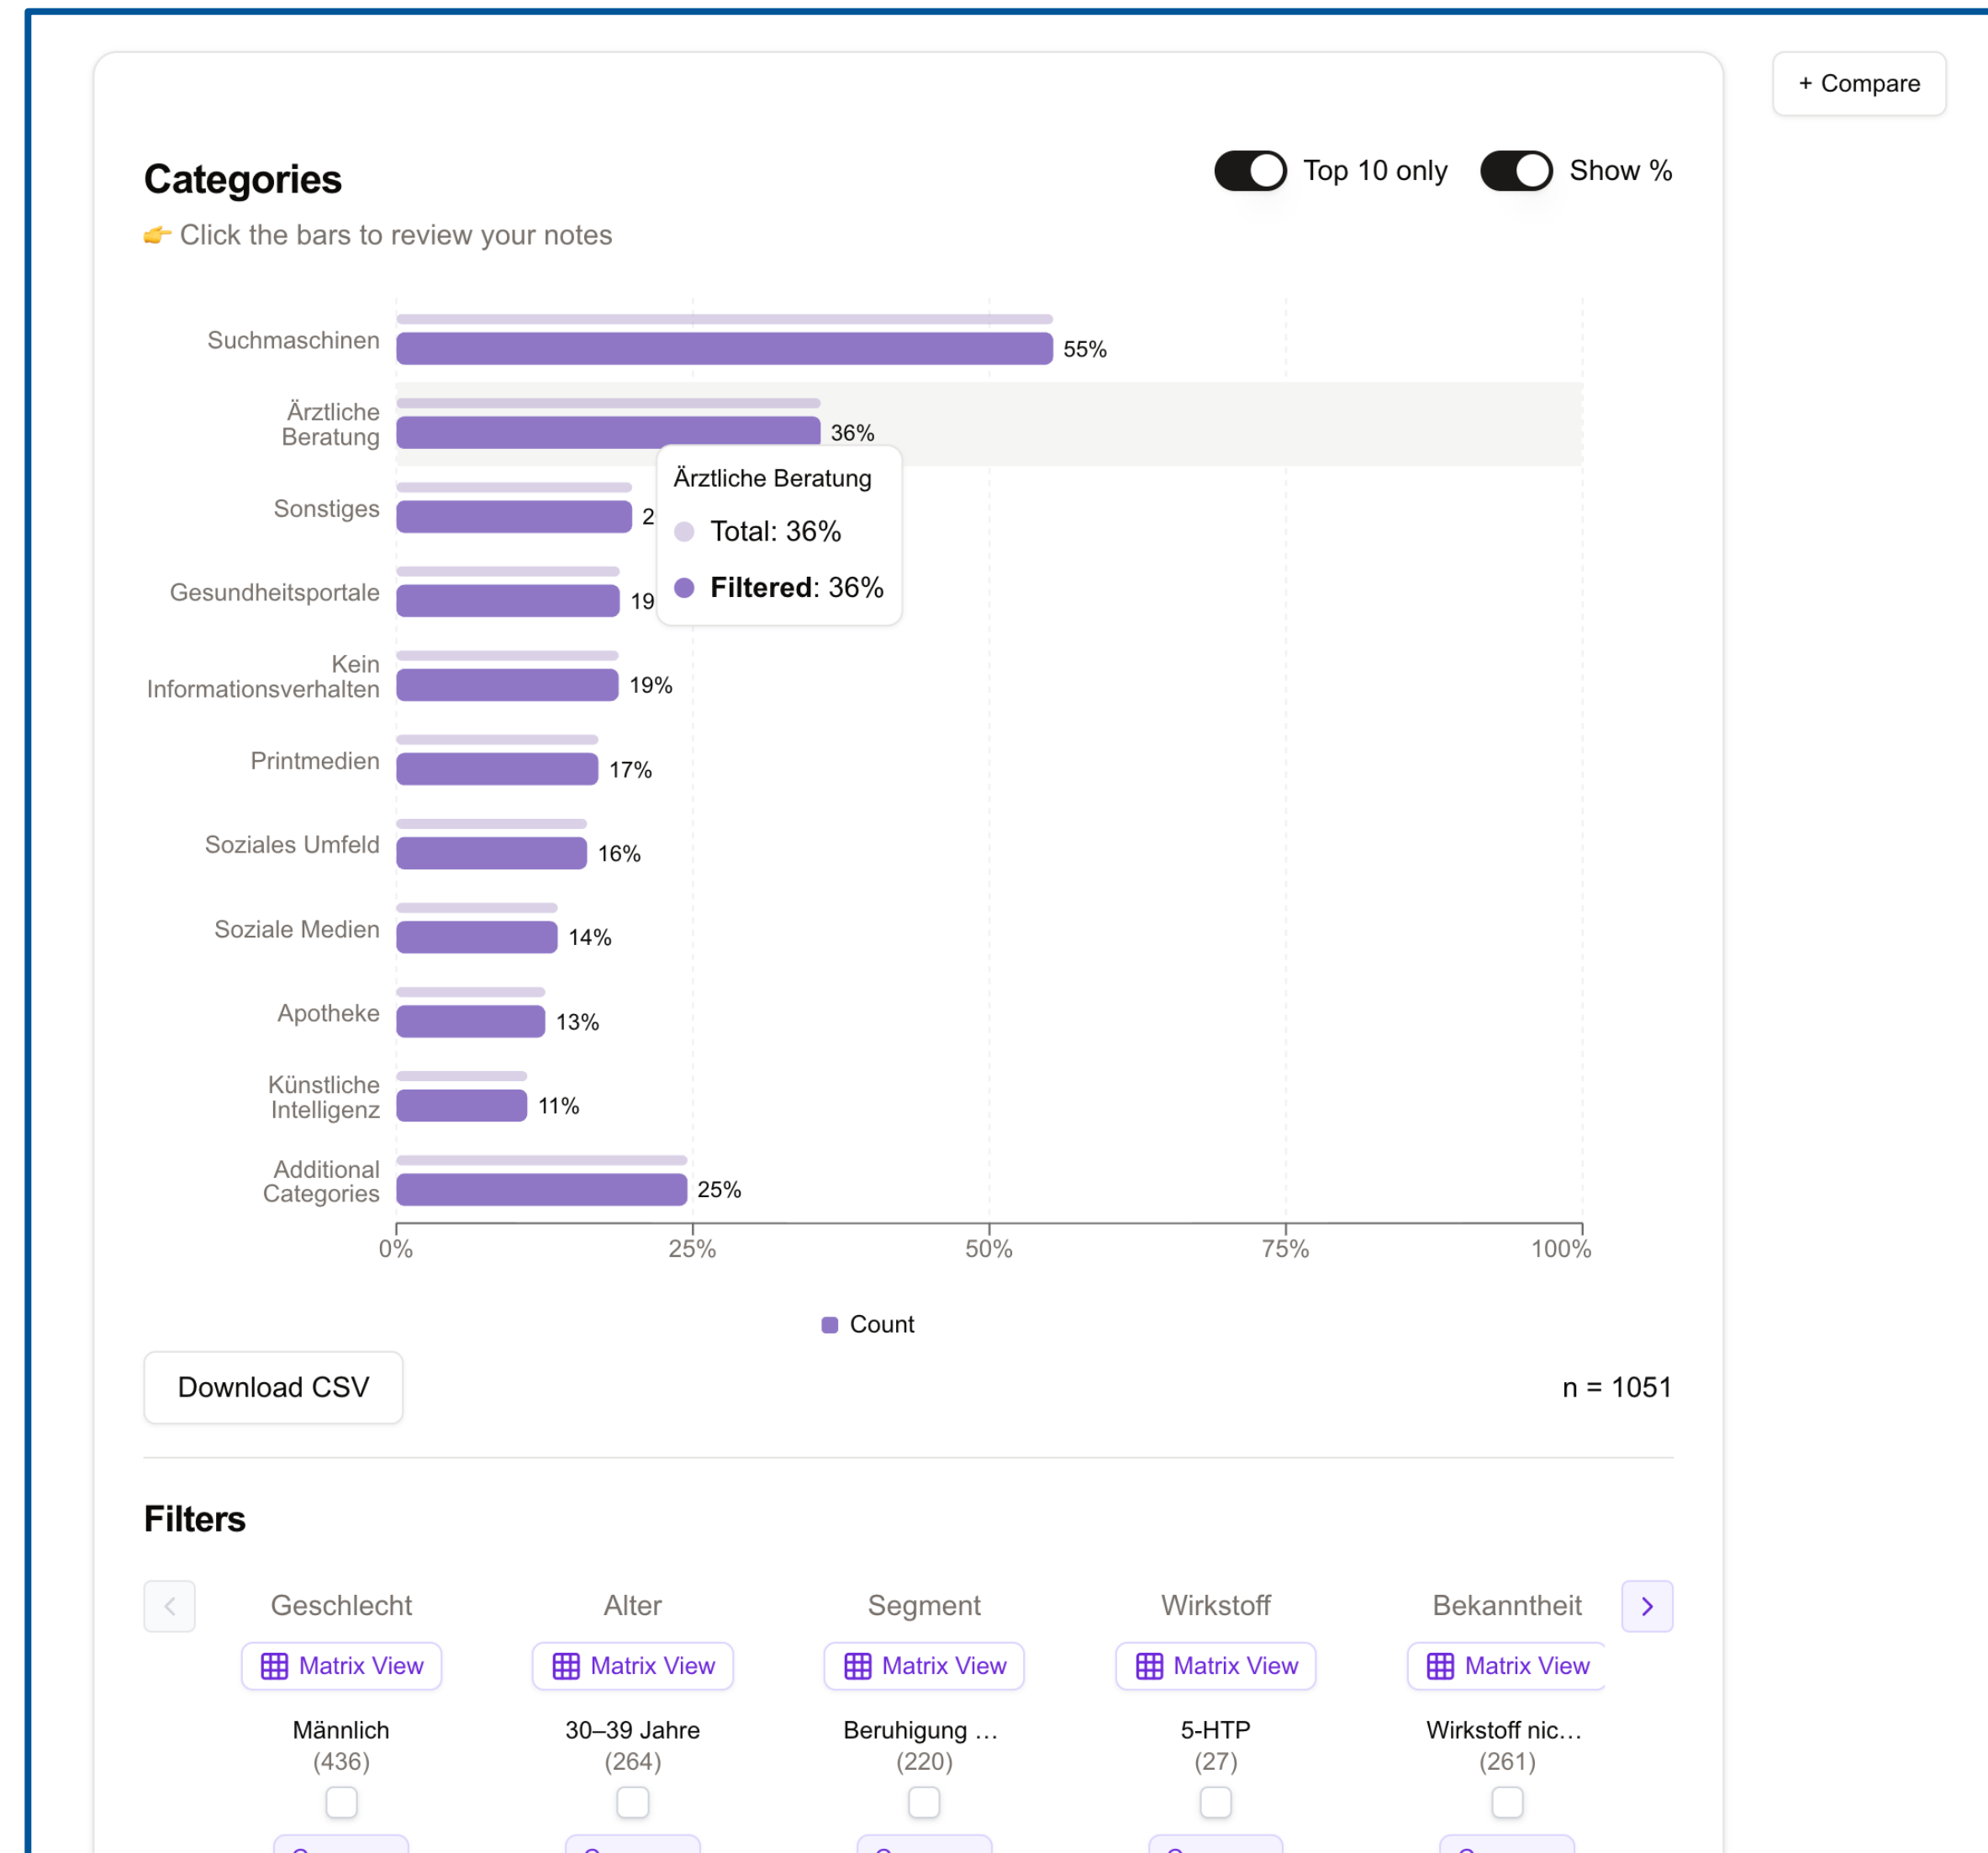 + Compare
Categories
Top 10 only
Show %
👉 Click the bars to review your notes
Suchmaschinen
55%
Ärztliche
Beratung
36%
Ärztliche Beratung
Total: 36%
Filtered: 36%
Sonstiges
2
Gesundheitsportale
19
Kein
Informationsverhalten
19%
Printmedien
17%
Soziales Umfeld
16%
Soziale Medien
14%
Apotheke
13%
Künstliche
Intelligenz
11%
Additional
Categories
25%
0%
25%
50%
75%
100%
Count
Download CSV
n = 1051
Filters
Geschlecht
Alter
Segment
Wirkstoff
Bekanntheit
Matrix View
Matrix View
Matrix View
Matrix View
Matrix View
Männlich
30–39 Jahre
Beruhigung …
5-HTP
Wirkstoff nic…
(436)
(264)
(220)
(27)
(261)